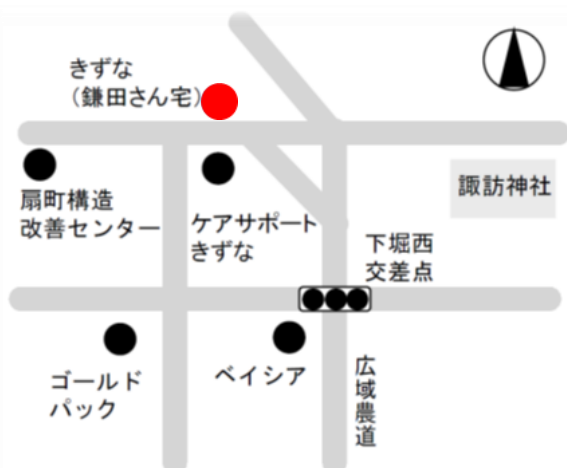 きずな
（鎌田さん宅）
扇町構造
改善センター
ケアサポート
きずな
諏訪神社
下堀西
交差点
ゴールド
パック
ベイシア
広域農道